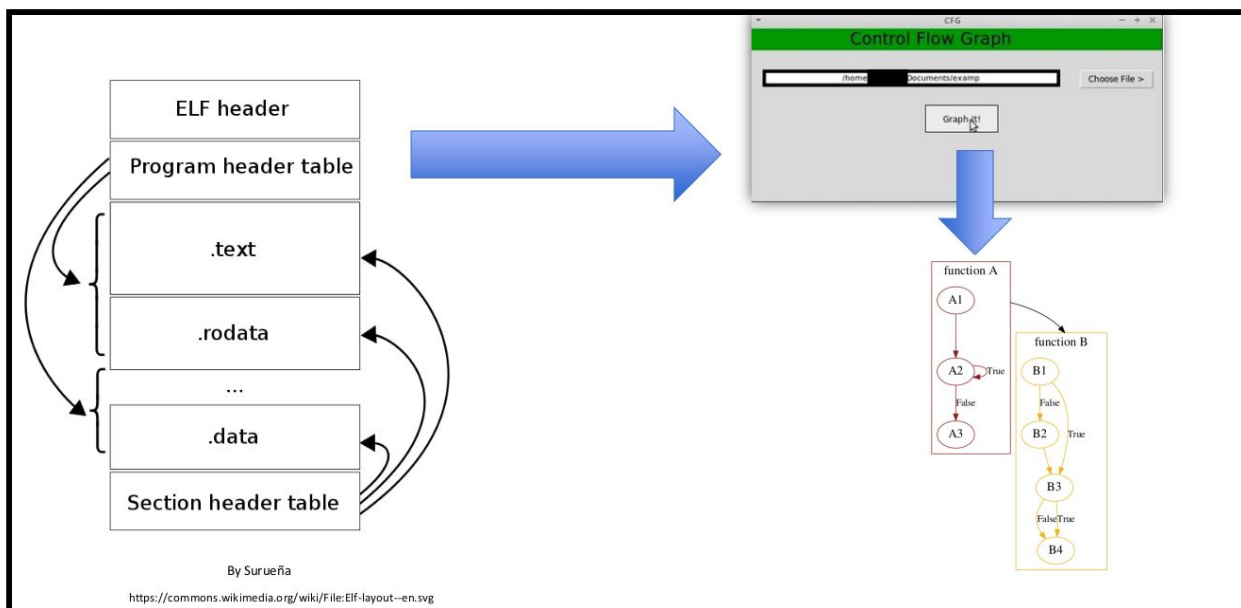 ELF header
Program header table
.text
.rodata
...
.data
Section header table
By Surueña
https://commons.wikimedia.org/wiki/File:Elf-layout--en.svg
CFG
Control Flow Graph
/home Documents/examp
Choose File >
Graph It!
function A
A1
A2
True
False
A3
function B
B1
False
B2
True
B3
FalseTrue
B4